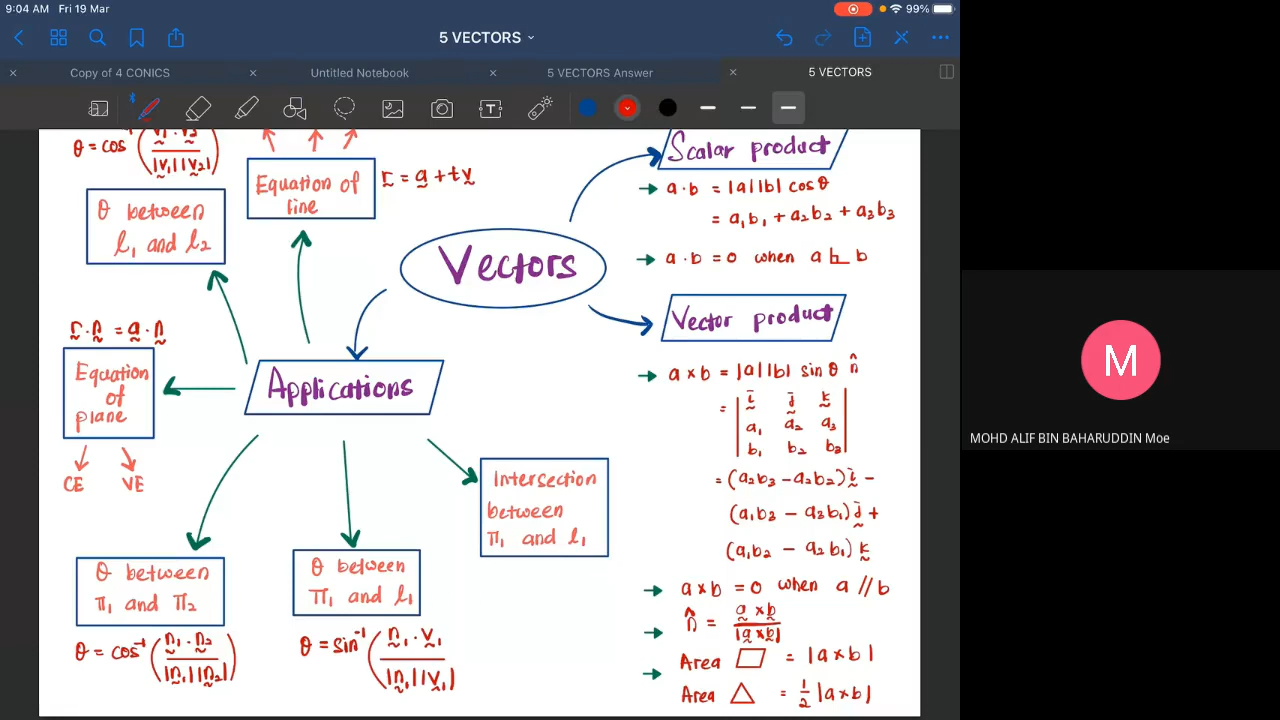 9:04 AM Fri 19 Mar
99%
5 VECTORS
Copy of 4 CONICS
Untitled Notebook
5 VECTORS Answer
5 VECTORS
θ = cos⁻¹ (v₁ · v₂ / |v₁||v₂|)
θ between
l₁ and l₂
Equation of
line
r = a + tv
Vectors
Scalar product
→ a · b = |a||b| cos θ
= a₁b₁ + a₂b₂ + a₃b₃
→ a · b = 0 when a ⊥ b
Vector product
→ a × b = |a||b| sin θ n̂
= | i j k |
| a₁ a₂ a₃ |
| b₁ b₂ b₃ |
= (a₂b₃ - a₂b₂) i -
(a₁b₃ - a₃b₁) j +
(a₁b₂ - a₂b₁) k
→ a × b = 0 when a // b
→ n̂ = a × b / |a × b|
→ Area ▱ = |a × b|
Area △ = ½ |a × b|
Applications
r · n = a · n
Equation
of
plane
CE VE
θ between
π₁ and π₂
θ = cos⁻¹ (n₁ · n₂ / |n₁||n₂|)
θ between
π₁ and l₁
θ = sin⁻¹ (n₁ · v₁ / |n₁||v₁|)
Intersection
between
π₁ and l₁
M
MOHD ALIF BIN BAHARUDDIN Moe